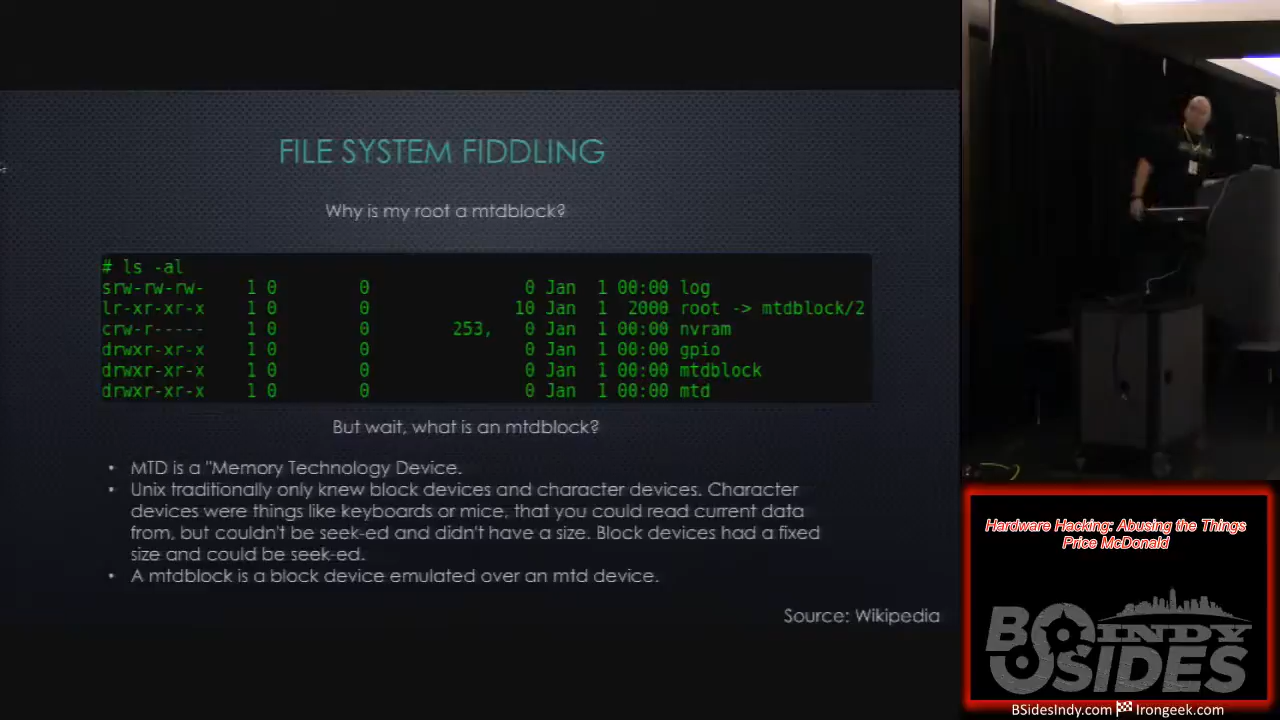 FILE SYSTEM FIDDLING
Why is my root a mtdblock?
# ls -al
srw-rw-rw- 1 0 0 0 Jan 1 00:00 log
lr-xr-xr-x 1 0 0 10 Jan 1 2000 root -> mtdblock/2
crw-r----- 1 0 0 253, 0 Jan 1 00:00 nvram
drwxr-xr-x 1 0 0 0 Jan 1 00:00 gpio
drwxr-xr-x 1 0 0 0 Jan 1 00:00 mtdblock
drwxr-xr-x 1 0 0 0 Jan 1 00:00 mtd
But wait, what is an mtdblock?
• MTD is a "Memory Technology Device.
• Unix traditionally only knew block devices and character devices. Character
devices were things like keyboards or mice, that you could read current data
from, but couldn't be seek-ed and didn't have a size. Block devices had a fixed
size and could be seek-ed.
• A mtdblock is a block device emulated over an mtd device.
Source: Wikipedia
Hardware Hacking: Abusing the Things
Price McDonald
BSIDES
INDY
BSidesIndy.com Irongeek.com